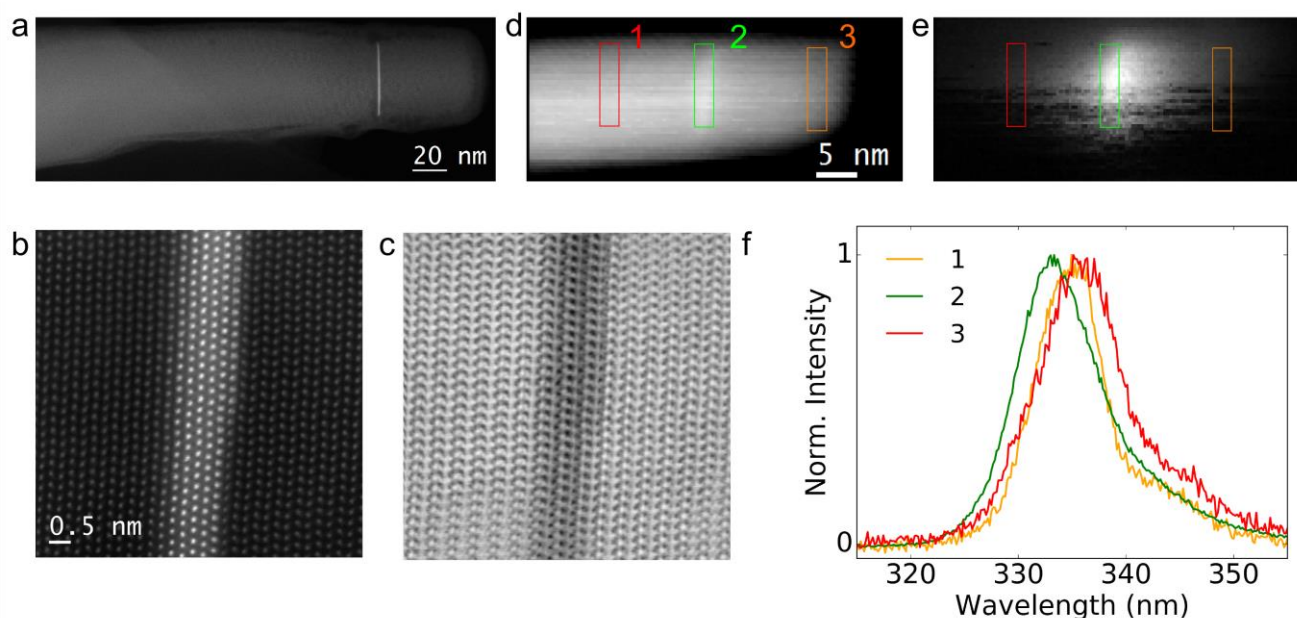 a
20 nm
d
1 2 3
5 nm
e
b
0.5 nm
c
f
Norm. Intensity
1
0
1
2
3
320 330 340 350
Wavelength (nm)